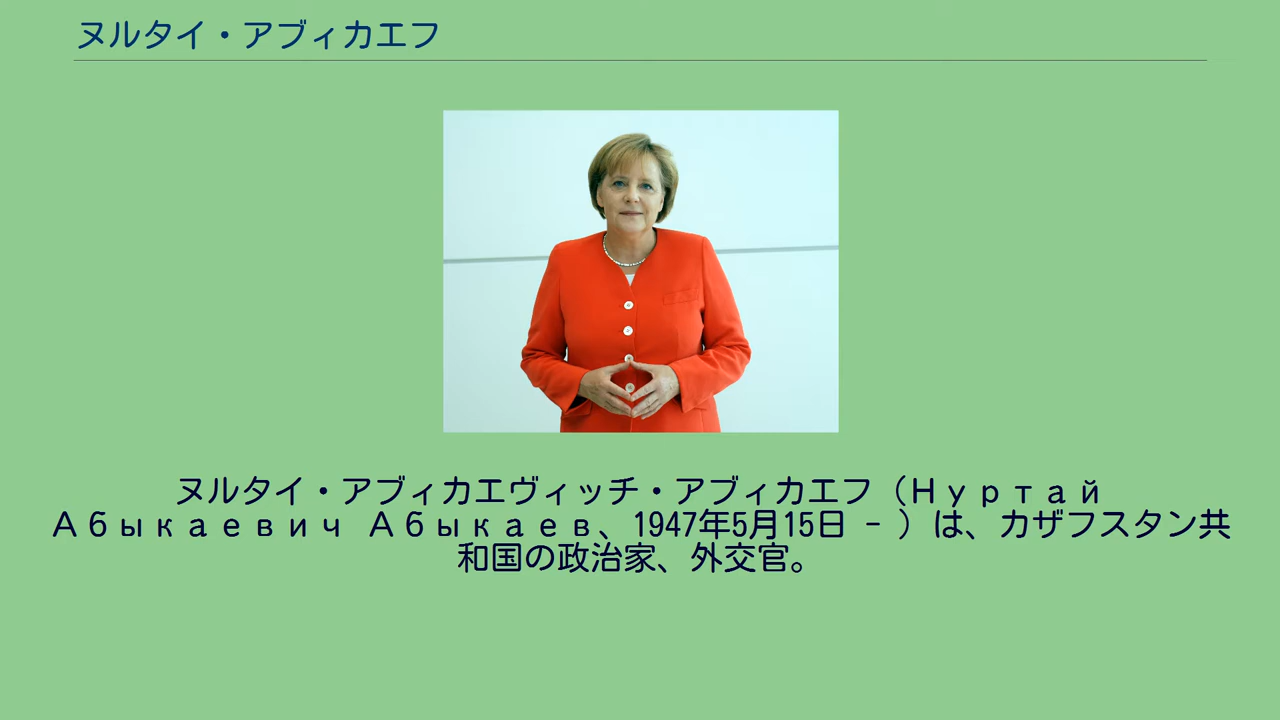 ヌルタイ・アブィカエフ
ヌルタイ・アブィカエヴィッチ・アブィカエフ（Нуртай
Абыкаевич Абыкаев、1947年5月15日 - ）は、カザフスタン共
和国の政治家、外交官。